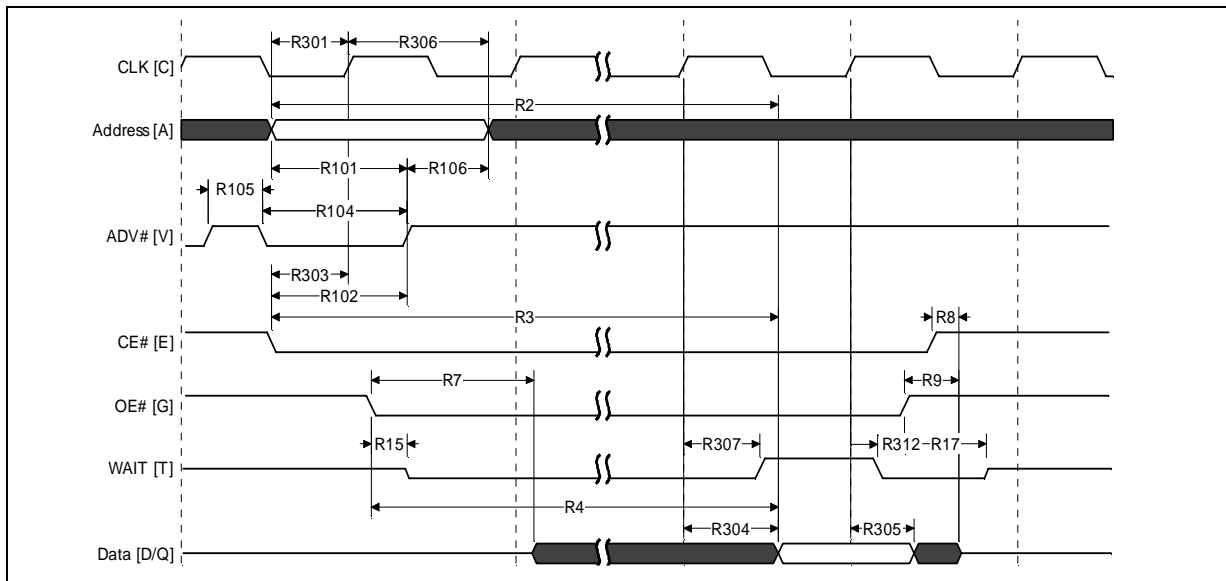 R301 R306
CLK [C]
R2
Address [A]
R101 R106
R105
R104
ADV# [V]
R303
R102
R3
R8
CE# [E]
R7
R9
OE# [G]
R15
R307
R312 R17
WAIT [T]
R4
R304
R305
Data [D/Q]